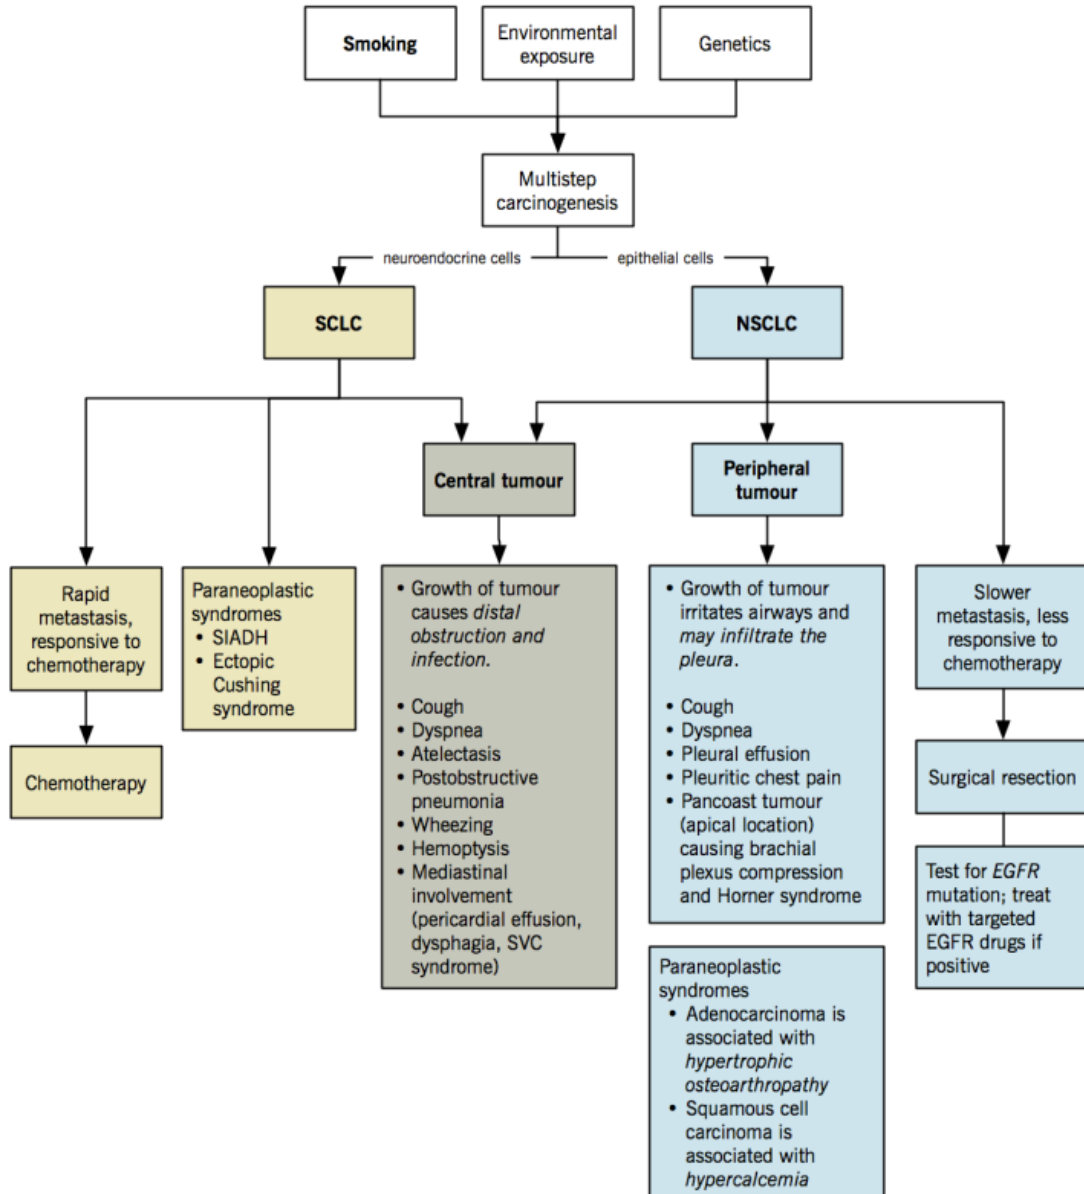 Smoking
Environmental
exposure
Genetics
Multistep
carcinogenesis
neuroendocrine cells
epithelial cells
SCLC
NSCLC
Central tumour
Peripheral
tumour
Rapid
metastasis,
responsive to
chemotherapy
Chemotherapy
Paraneoplastic
syndromes
• SIADH
• Ectopic
Cushing
syndrome
• Growth of tumour
causes distal
obstruction and
infection.
• Cough
• Dyspnea
• Atelectasis
• Postobstructive
pneumonia
• Wheezing
• Hemoptysis
• Mediastinal
involvement
(pericardial effusion,
dysphagia, SVC
syndrome)
• Growth of tumour
irritates airways and
may infiltrate the
pleura.
• Cough
• Dyspnea
• Pleural effusion
• Pleuritic chest pain
• Pancoast tumour
(apical location)
causing brachial
plexus compression
and Horner syndrome
Paraneoplastic
syndromes
• Adenocarcinoma is
associated with
hypertrophic
osteoarthropathy
• Squamous cell
carcinoma is
associated with
hypercalcemia
Slower
metastasis, less
responsive to
chemotherapy
Surgical resection
Test for EGFR
mutation; treat
with targeted
EGFR drugs if
positive